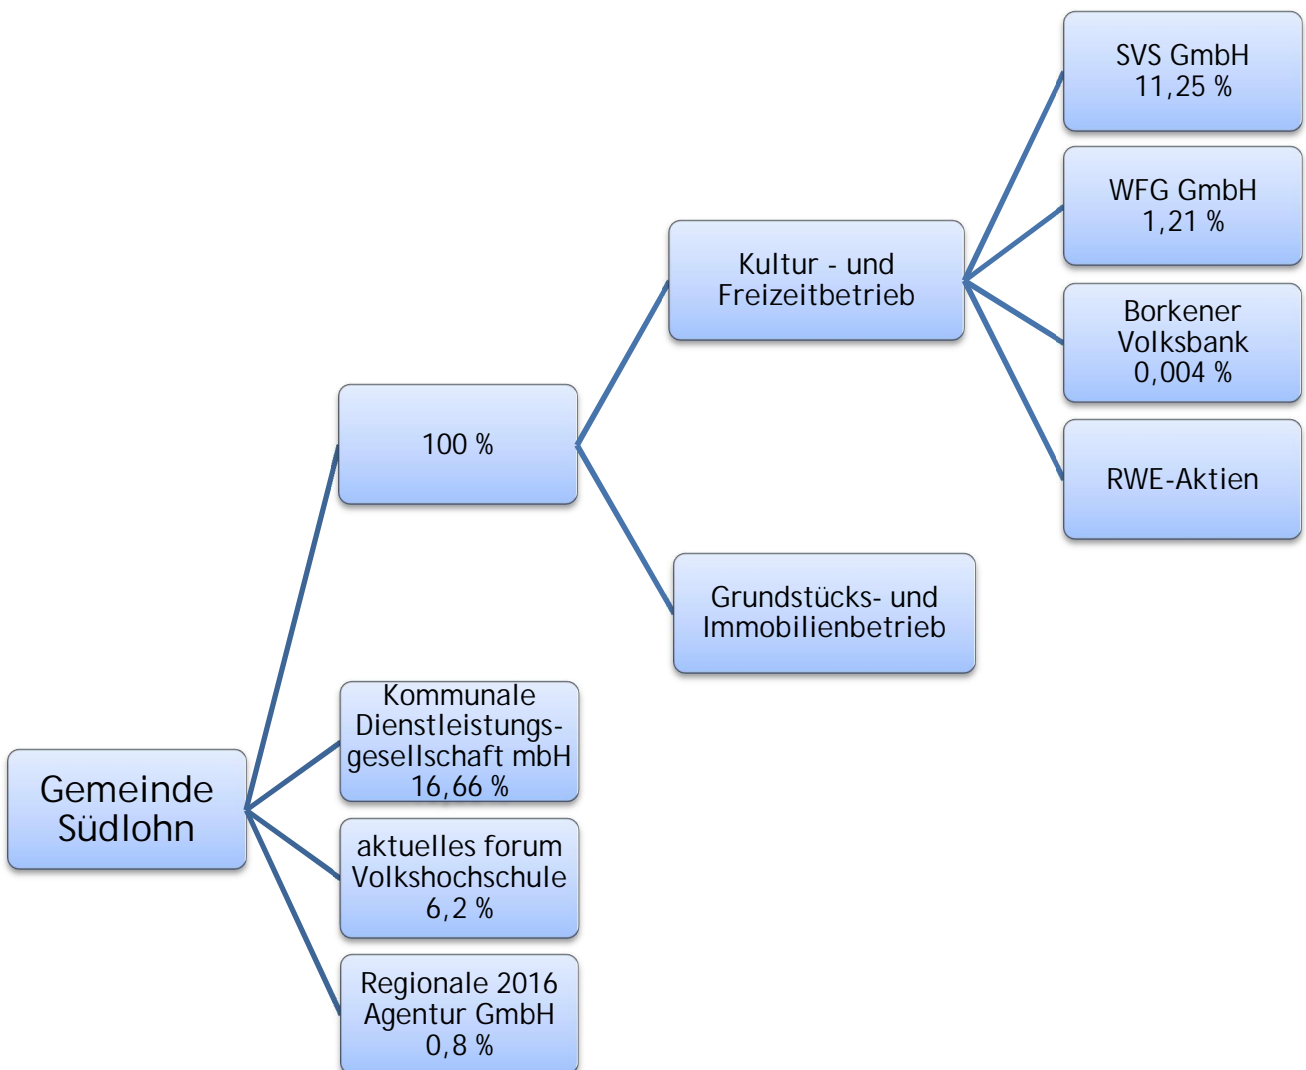 Gemeinde
Südlohn
100 %
Kultur - und
Freizeitbetrieb
SVS GmbH
11,25 %
WFG GmbH
1,21 %
Borkener
Volksbank
0,004 %
RWE-Aktien
Grundstücks- und
Immobilienbetrieb
Kommunale
Dienstleistungs-
gesellschaft mbH
16,66 %
aktuelles forum
Volkshochschule
6,2 %
Regionale 2016
Agentur GmbH
0,8 %